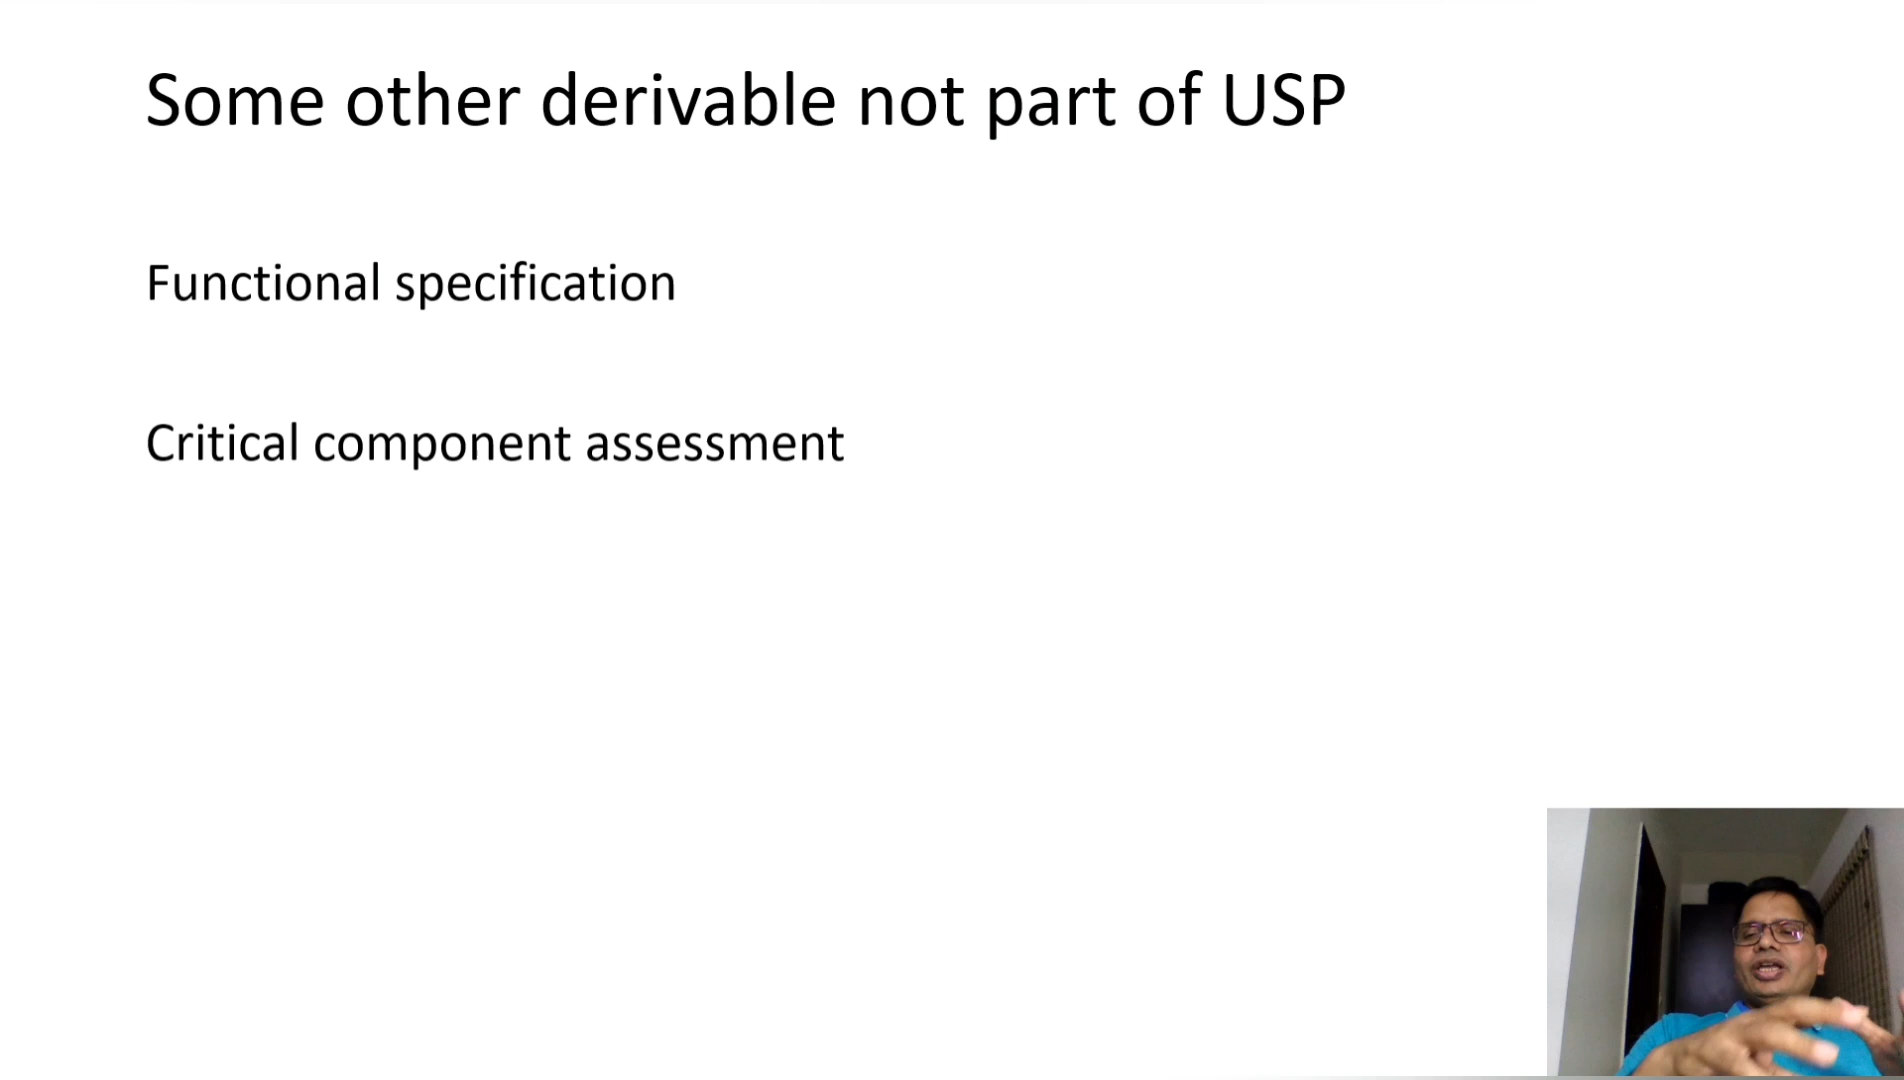 Some other derivable not part of USP
Functional specification
Critical component assessment